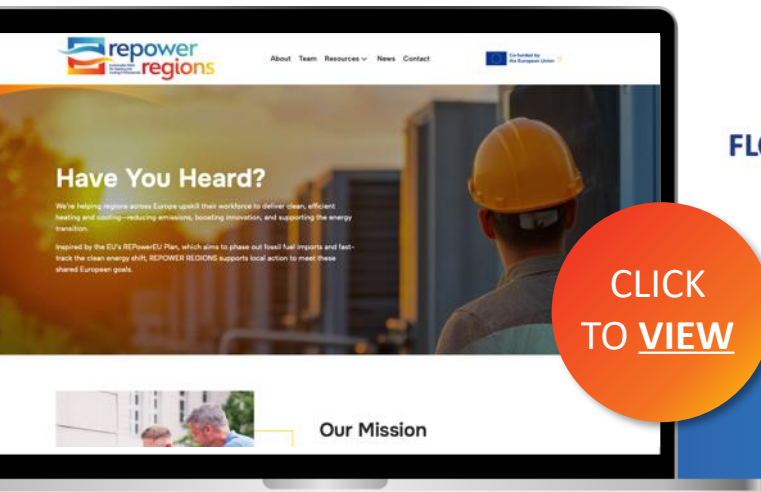 repower
regions
About Team Resources News Contact
Co-funded by
the European Union
Have You Heard?
We're helping regions across Europe upskill their workforce to deliver clean, efficient
heating and cooling—reducing emissions, boosting innovation, and supporting the energy
transition.
Inspired by the EU's REPowerEU Plan, which aims to phase out fossil fuel imports and fast-
track the clean energy shift, REPOWER REGIONS supports local action to meet these
shared European goals.
FL
CLICK
TO VIEW
Our Mission